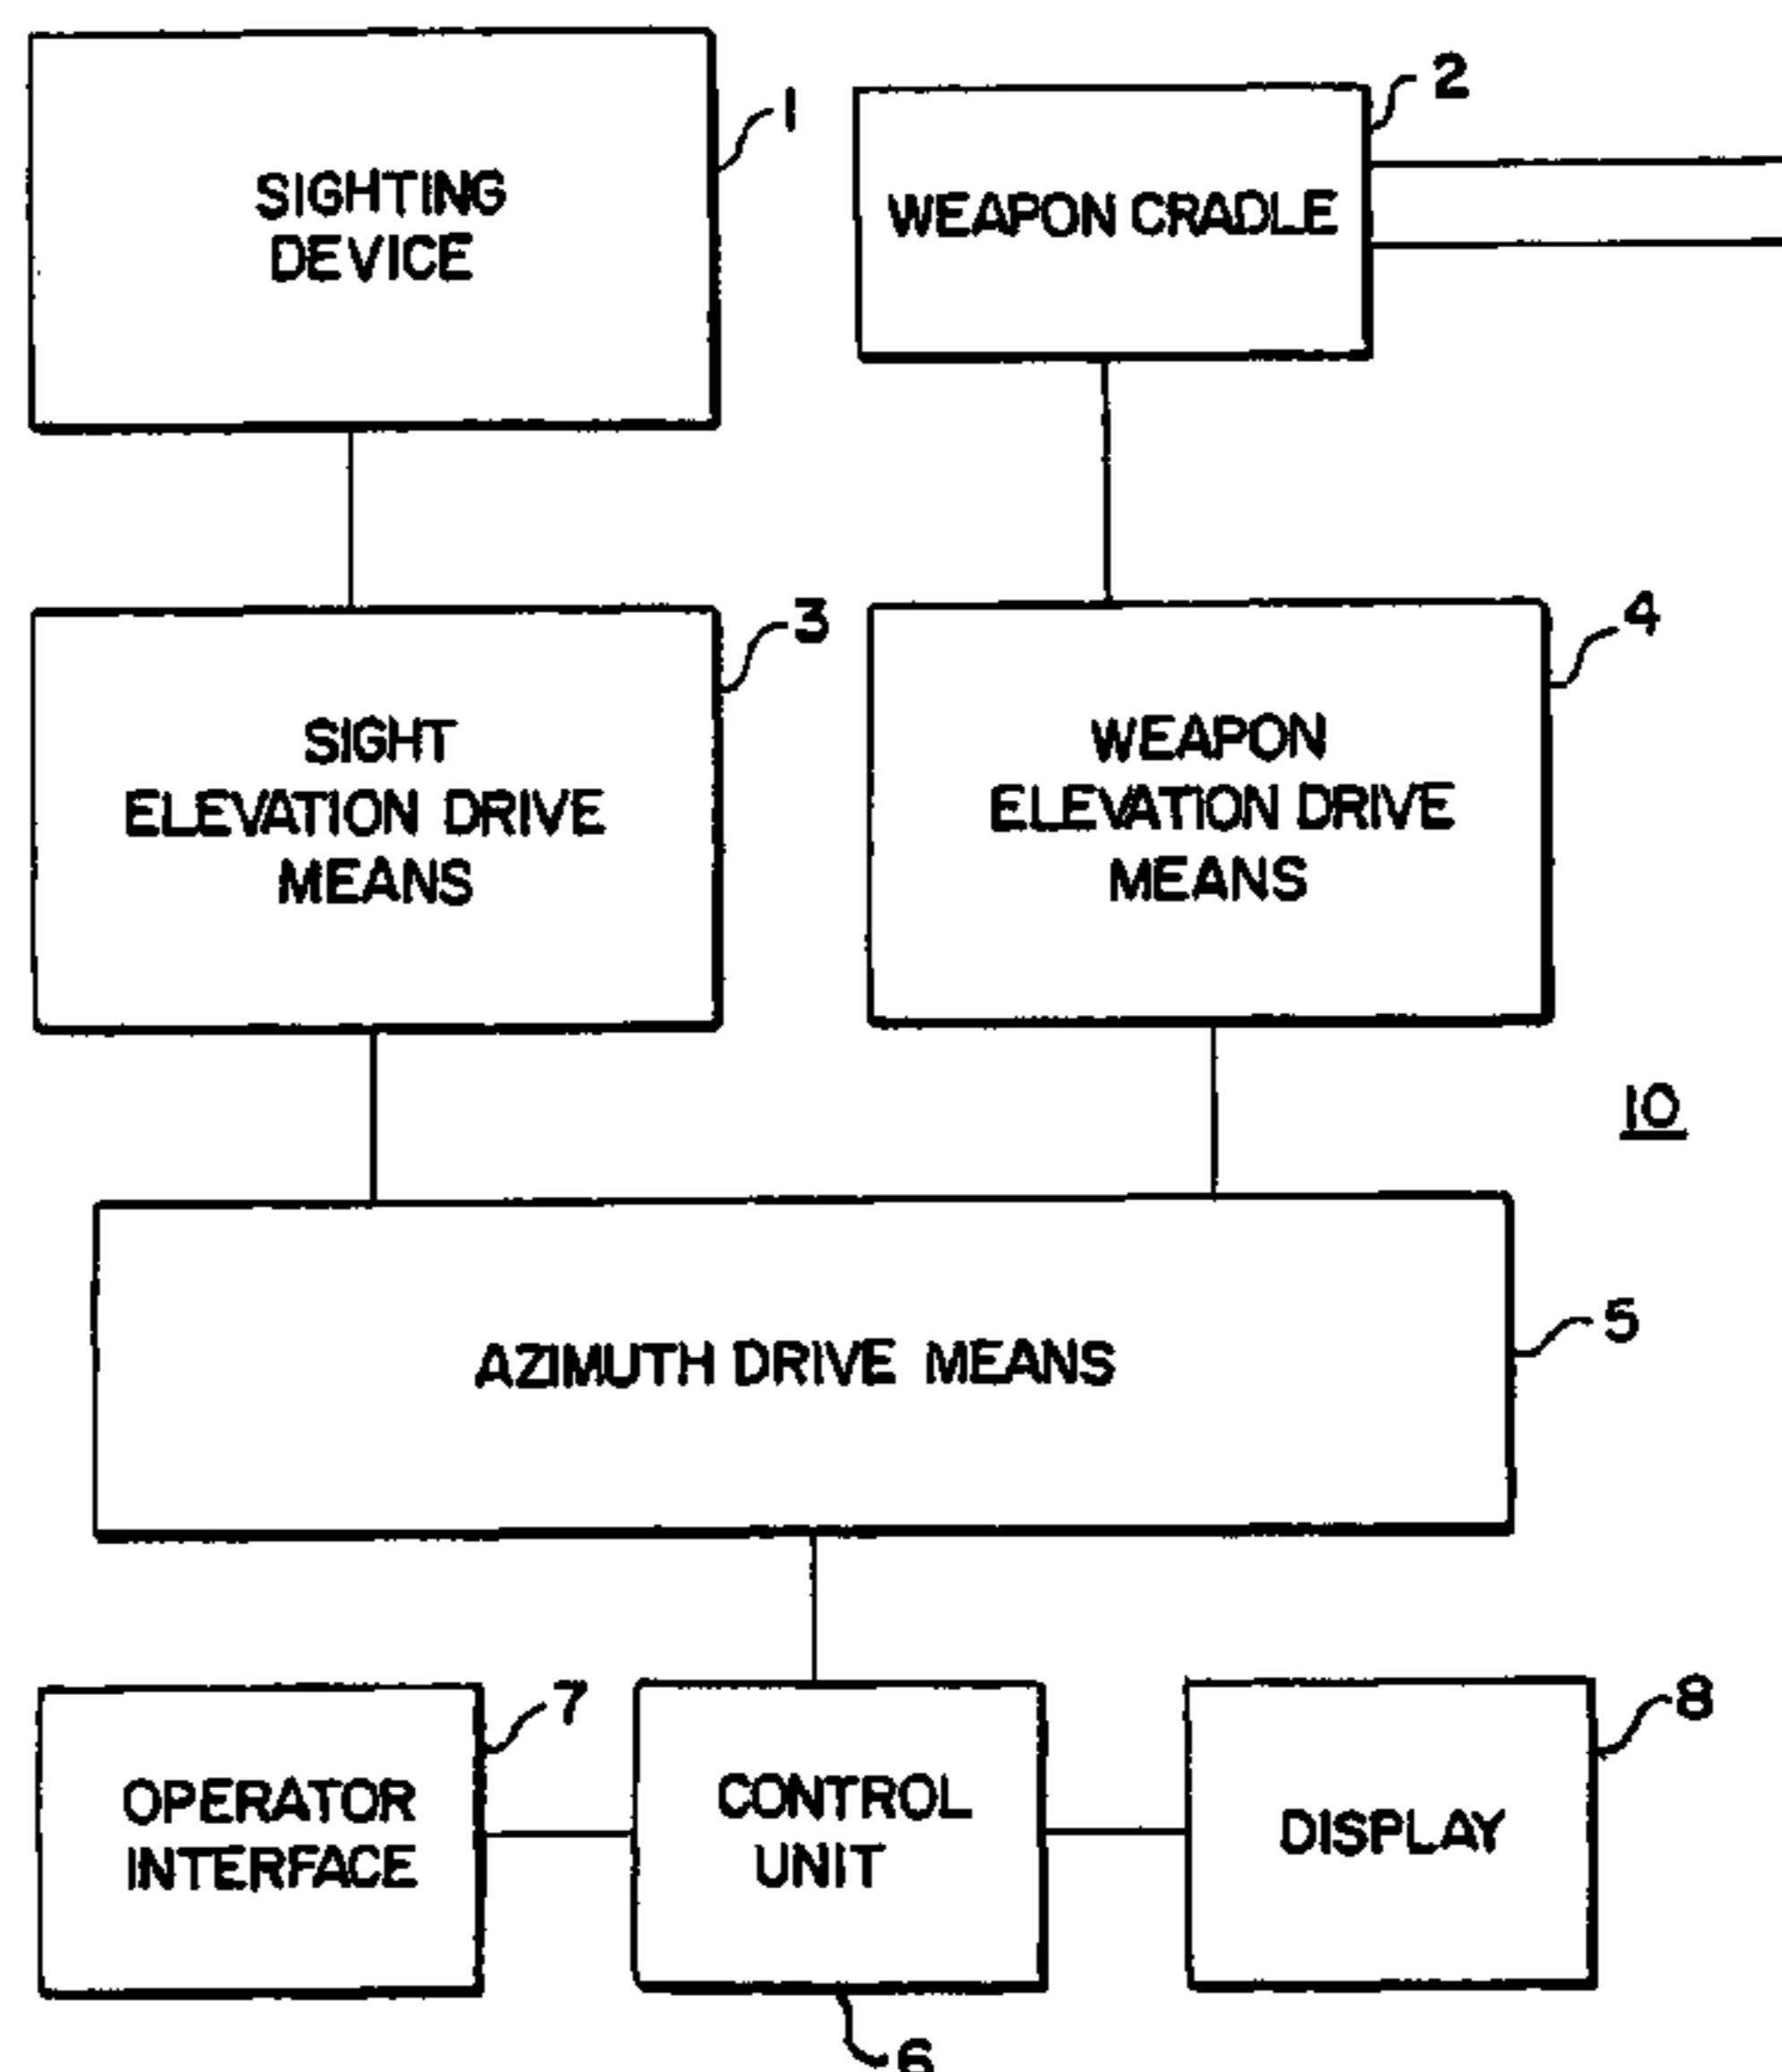 1
SIGHTING
DEVICE
2
WEAPON CRADLE
3
SIGHT
ELEVATION DRIVE
MEANS
4
WEAPON
ELEVATION DRIVE
MEANS
10
AZIMUTH DRIVE MEANS
5
7
OPERATOR
INTERFACE
CONTROL
UNIT
8
DISPLAY
6